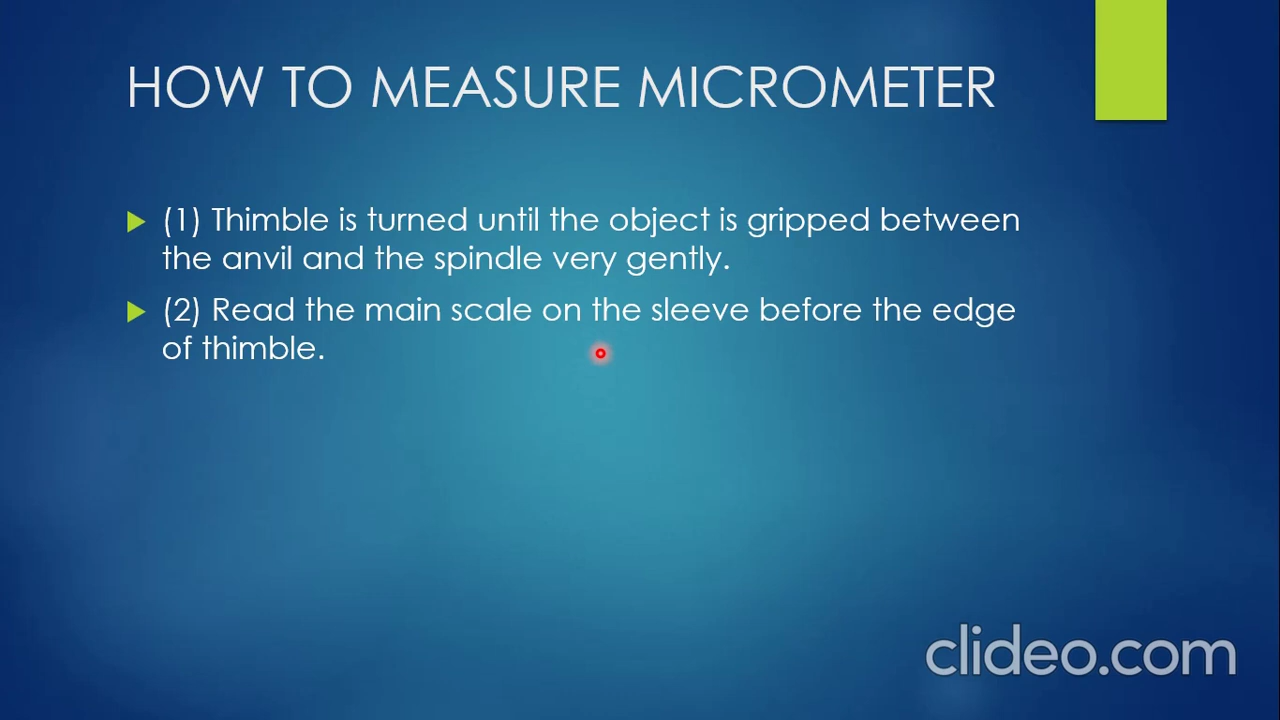 HOW TO MEASURE MICROMETER
(1) Thimble is turned until the object is gripped between
the anvil and the spindle very gently.
(2) Read the main scale on the sleeve before the edge
of thimble.
clideo.com